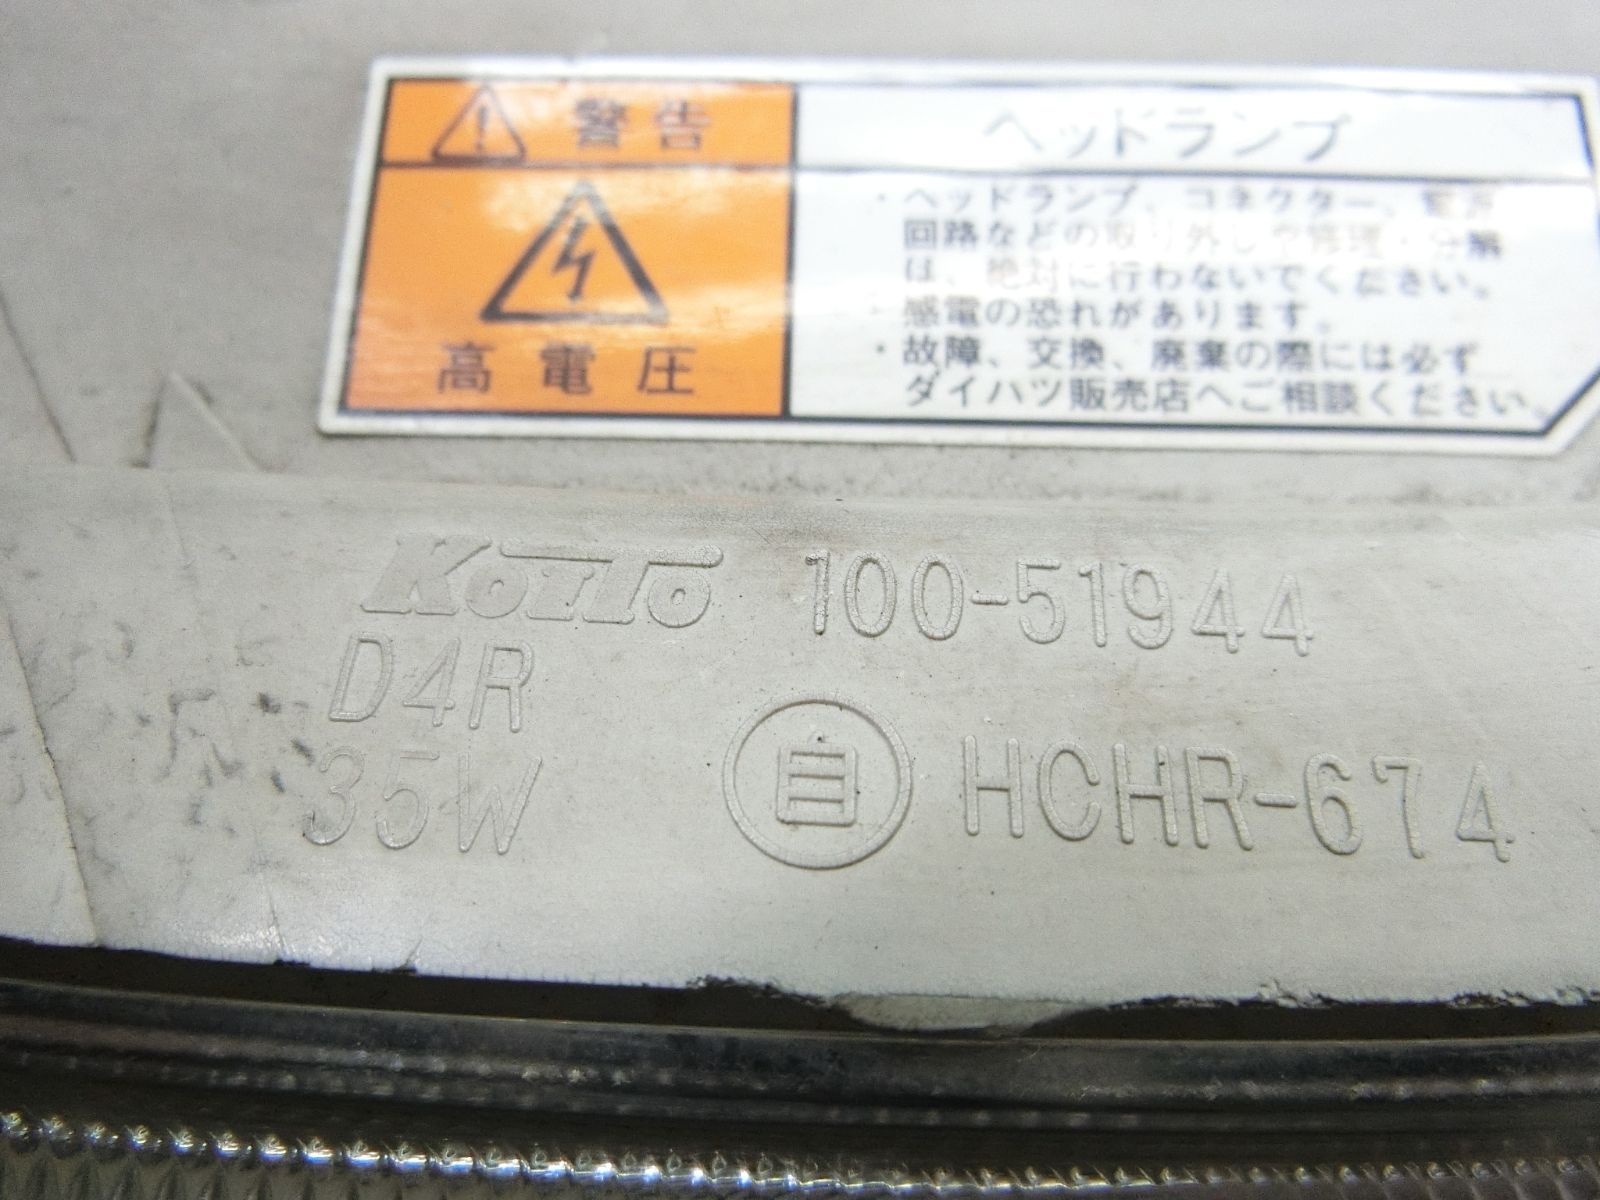 警告
高電圧
ヘッドランプ
・ヘッドランプ、コネクター、電源
回路などの取り外しや修理・分解
は、絶対に行わないでください。
・感電の恐れがあります。
・故障、交換、廃棄の際には必ず
ダイハツ販売店へご相談ください。
KOITO 100-51944
D4R
35W
自 HCHR-674